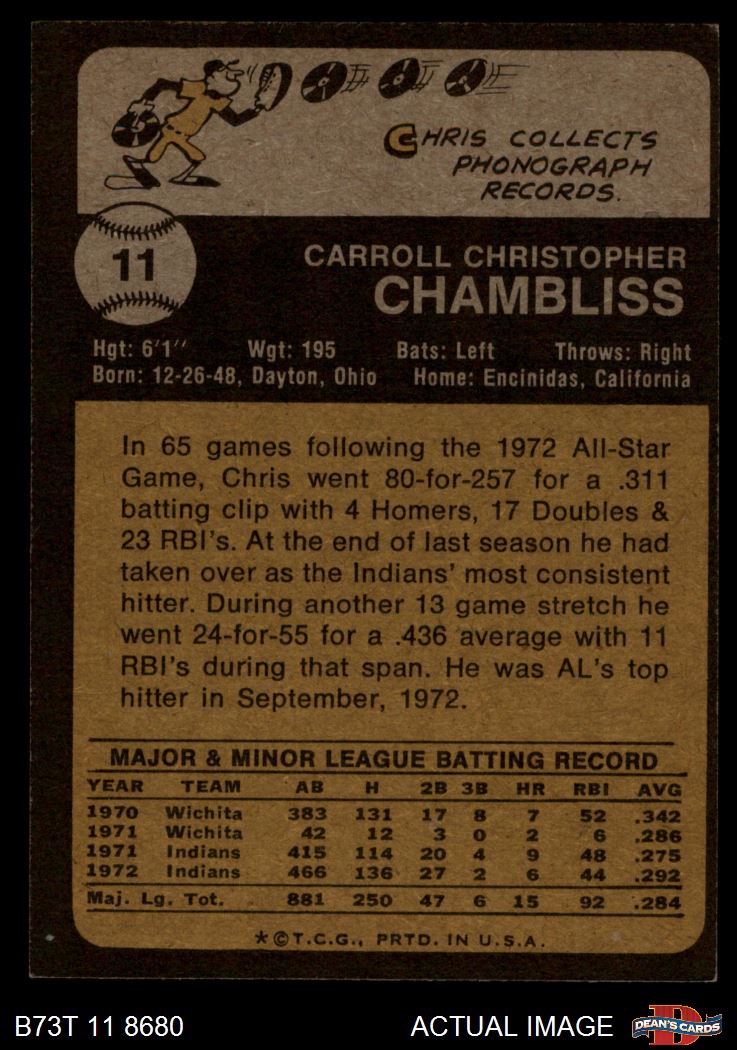 CHRIS COLLECTS
PHONOGRAPH
RECORDS.
11
CARROLL CHRISTOPHER
CHAMBLISS
Hgt: 6'1" Wgt: 195 Bats: Left Throws: Right
Born: 12-26-48, Dayton, Ohio Home: Encinidas, California
In 65 games following the 1972 All-Star
Game, Chris went 80-for-257 for a .311
batting clip with 4 Homers, 17 Doubles &
23 RBI's. At the end of last season he had
taken over as the Indians' most consistent
hitter. During another 13 game stretch he
went 24-for-55 for a .436 average with 11
RBI's during that span. He was AL's top
hitter in September, 1972.
MAJOR & MINOR LEAGUE BATTING RECORD
YEAR TEAM AB H 2B 3B HR RBI AVG
1970 Wichita 383 131 17 8 7 52 .342
1971 Wichita 42 12 3 0 2 6 .286
1971 Indians 415 114 20 4 9 48 .275
1972 Indians 466 136 27 2 6 44 .292
Maj. Lg. Tot. 881 250 47 6 15 92 .284
*©T.C.G., PRTD. IN U.S.A.
B73T 11 8680 ACTUAL IMAGE D DEAN'S CARDS